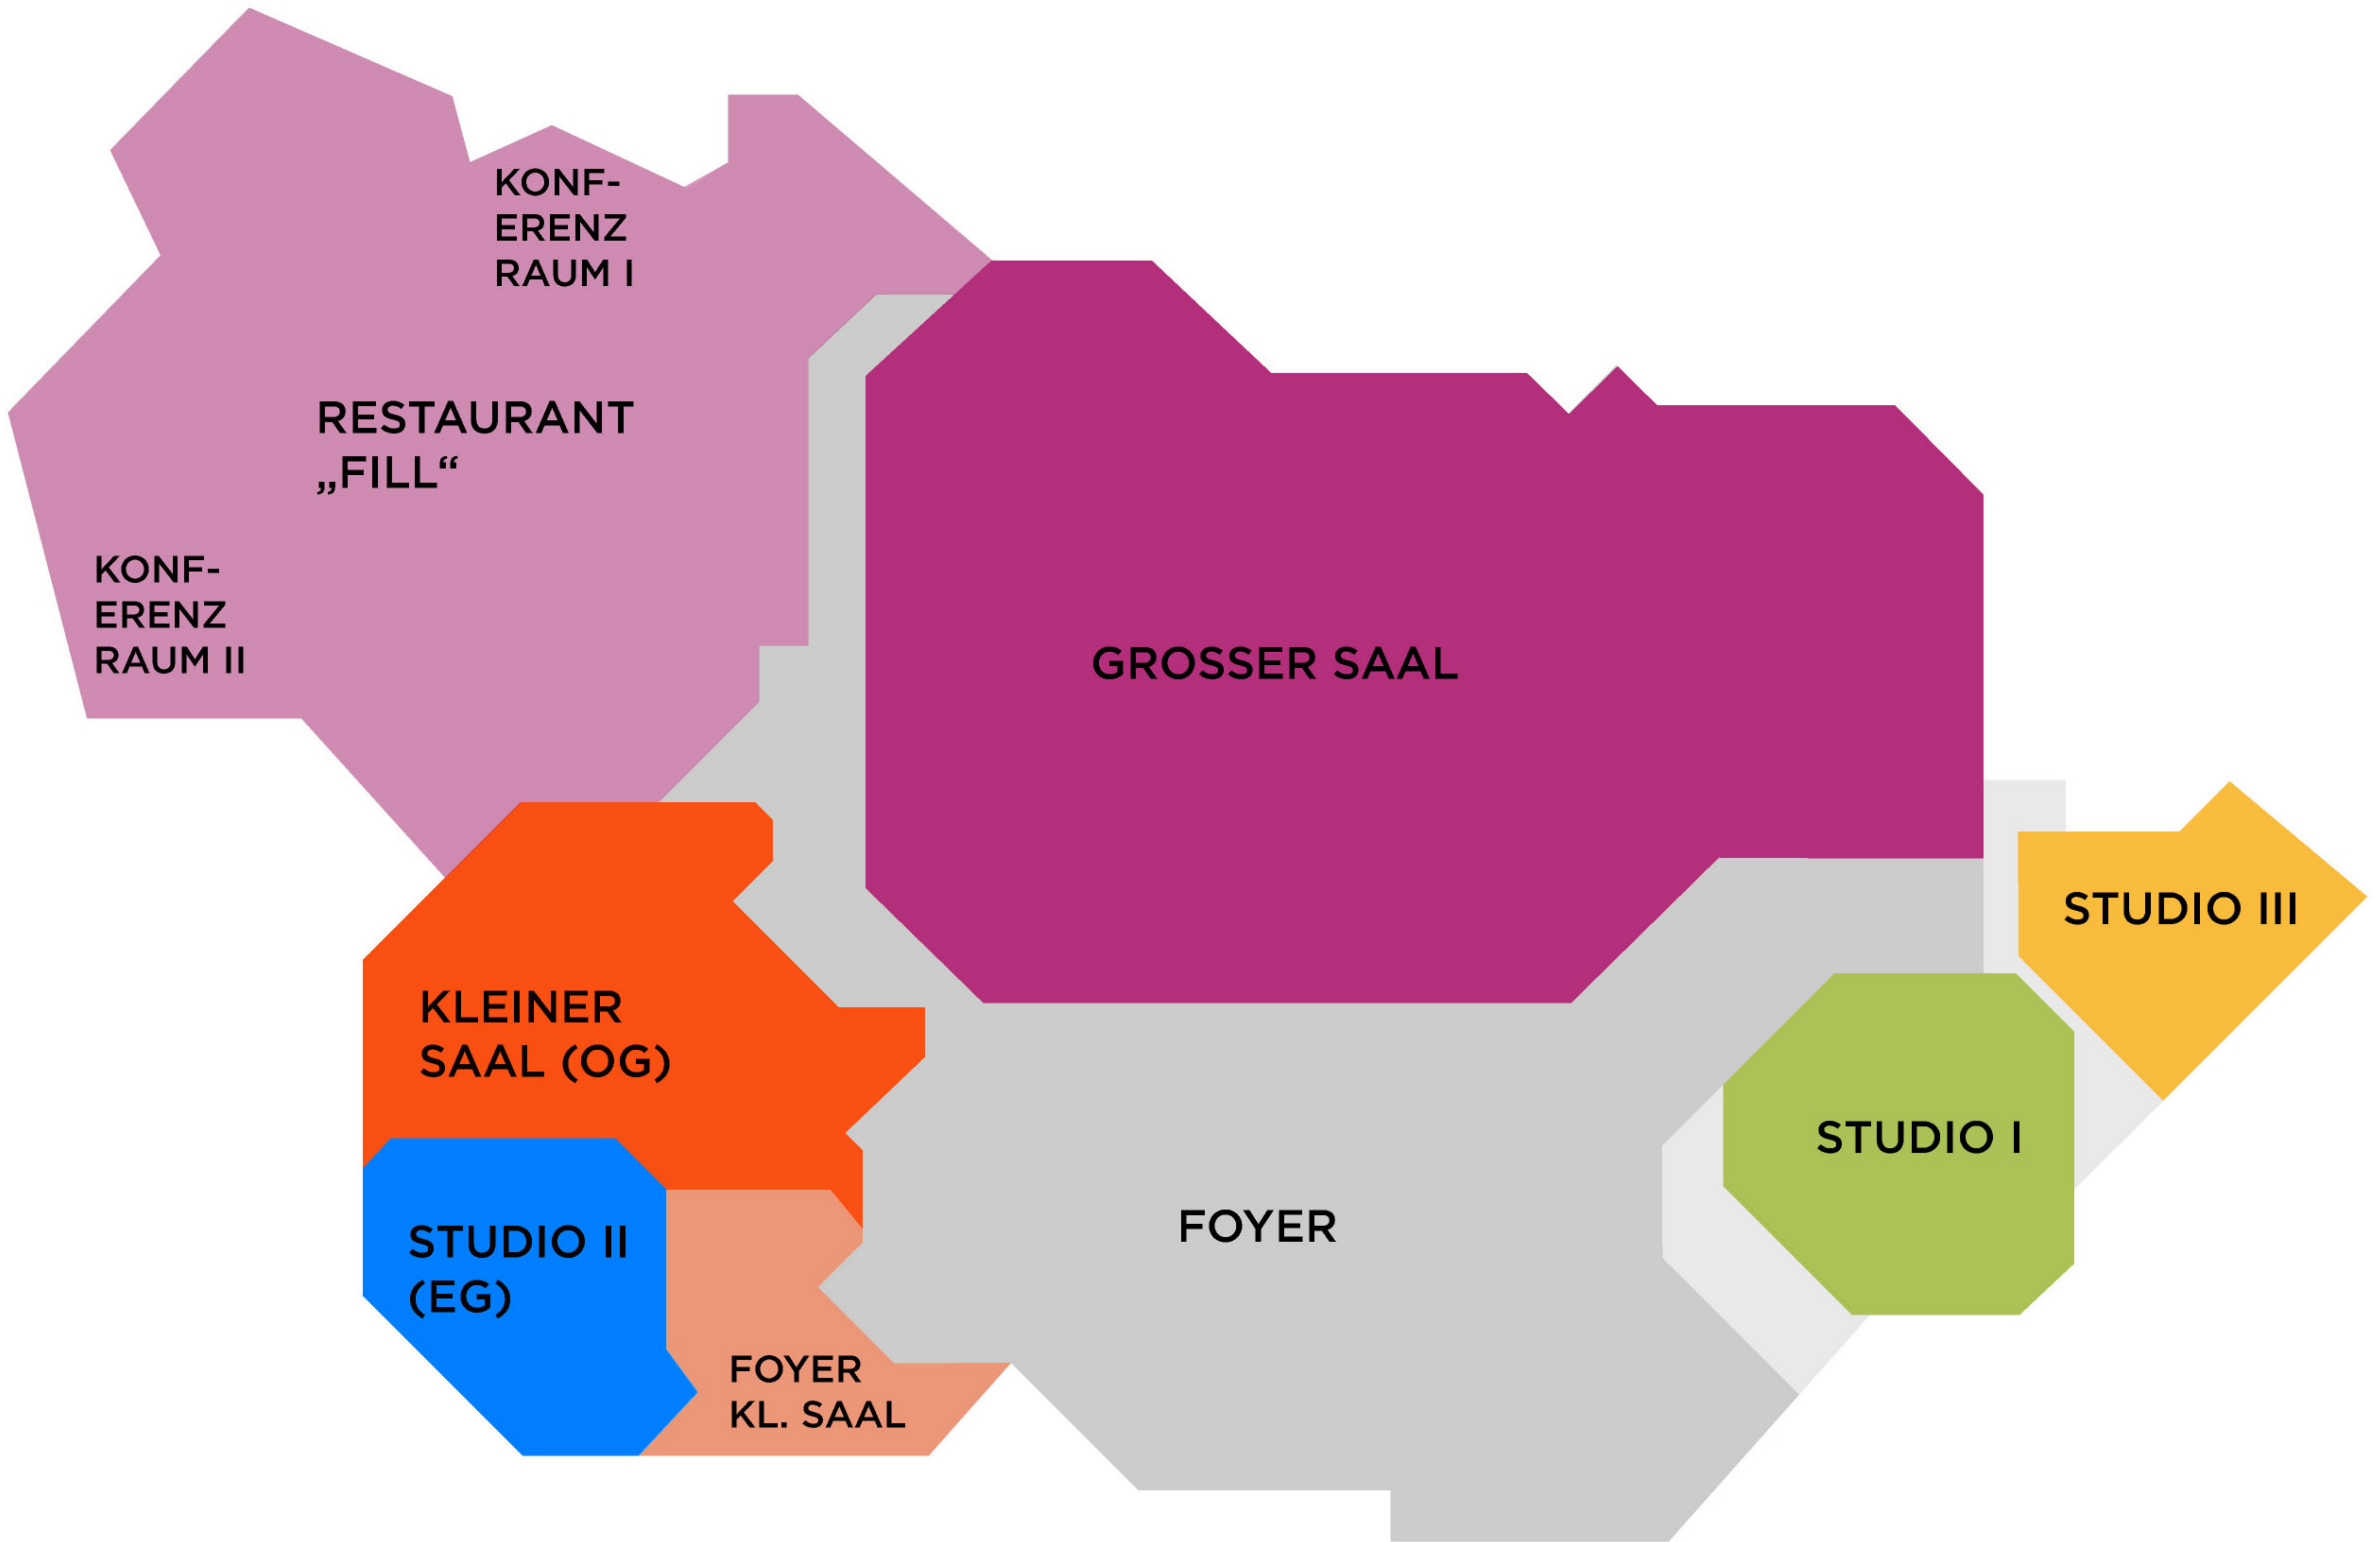 KONF-
ERENZ
RAUM I
RESTAURANT
„FILL“
KONF-
ERENZ
RAUM II
GROSSER SAAL
STUDIO III
KLEINER
SAAL (OG)
STUDIO I
STUDIO II
(EG)
FOYER
FOYER
KL. SAAL